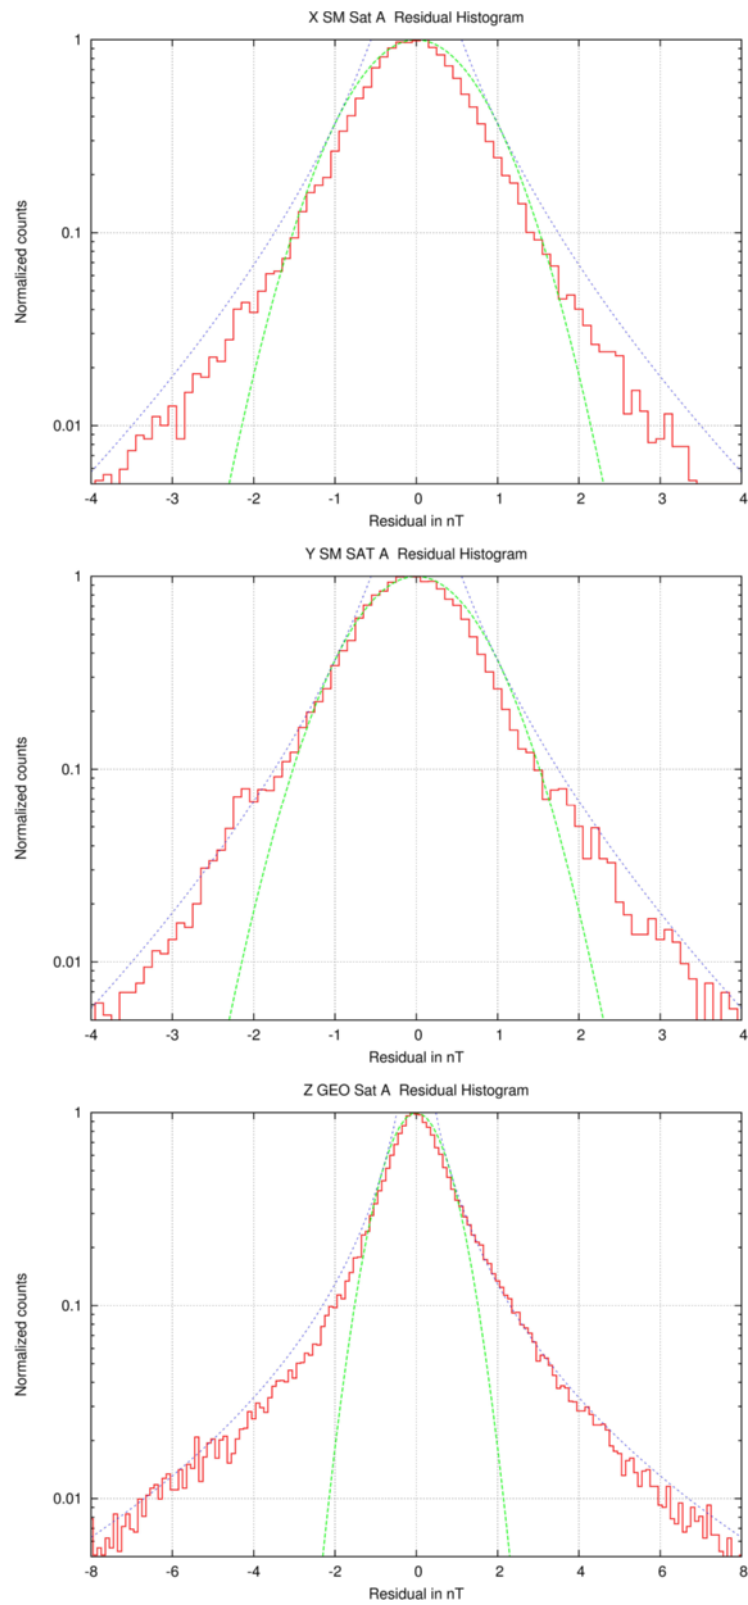 X SM Sat A  Residual Histogram
1
0.1
0.01
Normalized counts
-4 -3 -2 -1 0 1 2 3 4
Residual in nT
Y SM SAT A  Residual Histogram
1
0.1
0.01
Normalized counts
-4 -3 -2 -1 0 1 2 3 4
Residual in nT
Z GEO Sat A  Residual Histogram
1
0.1
0.01
Normalized counts
-8 -6 -4 -2 0 2 4 6 8
Residual in nT